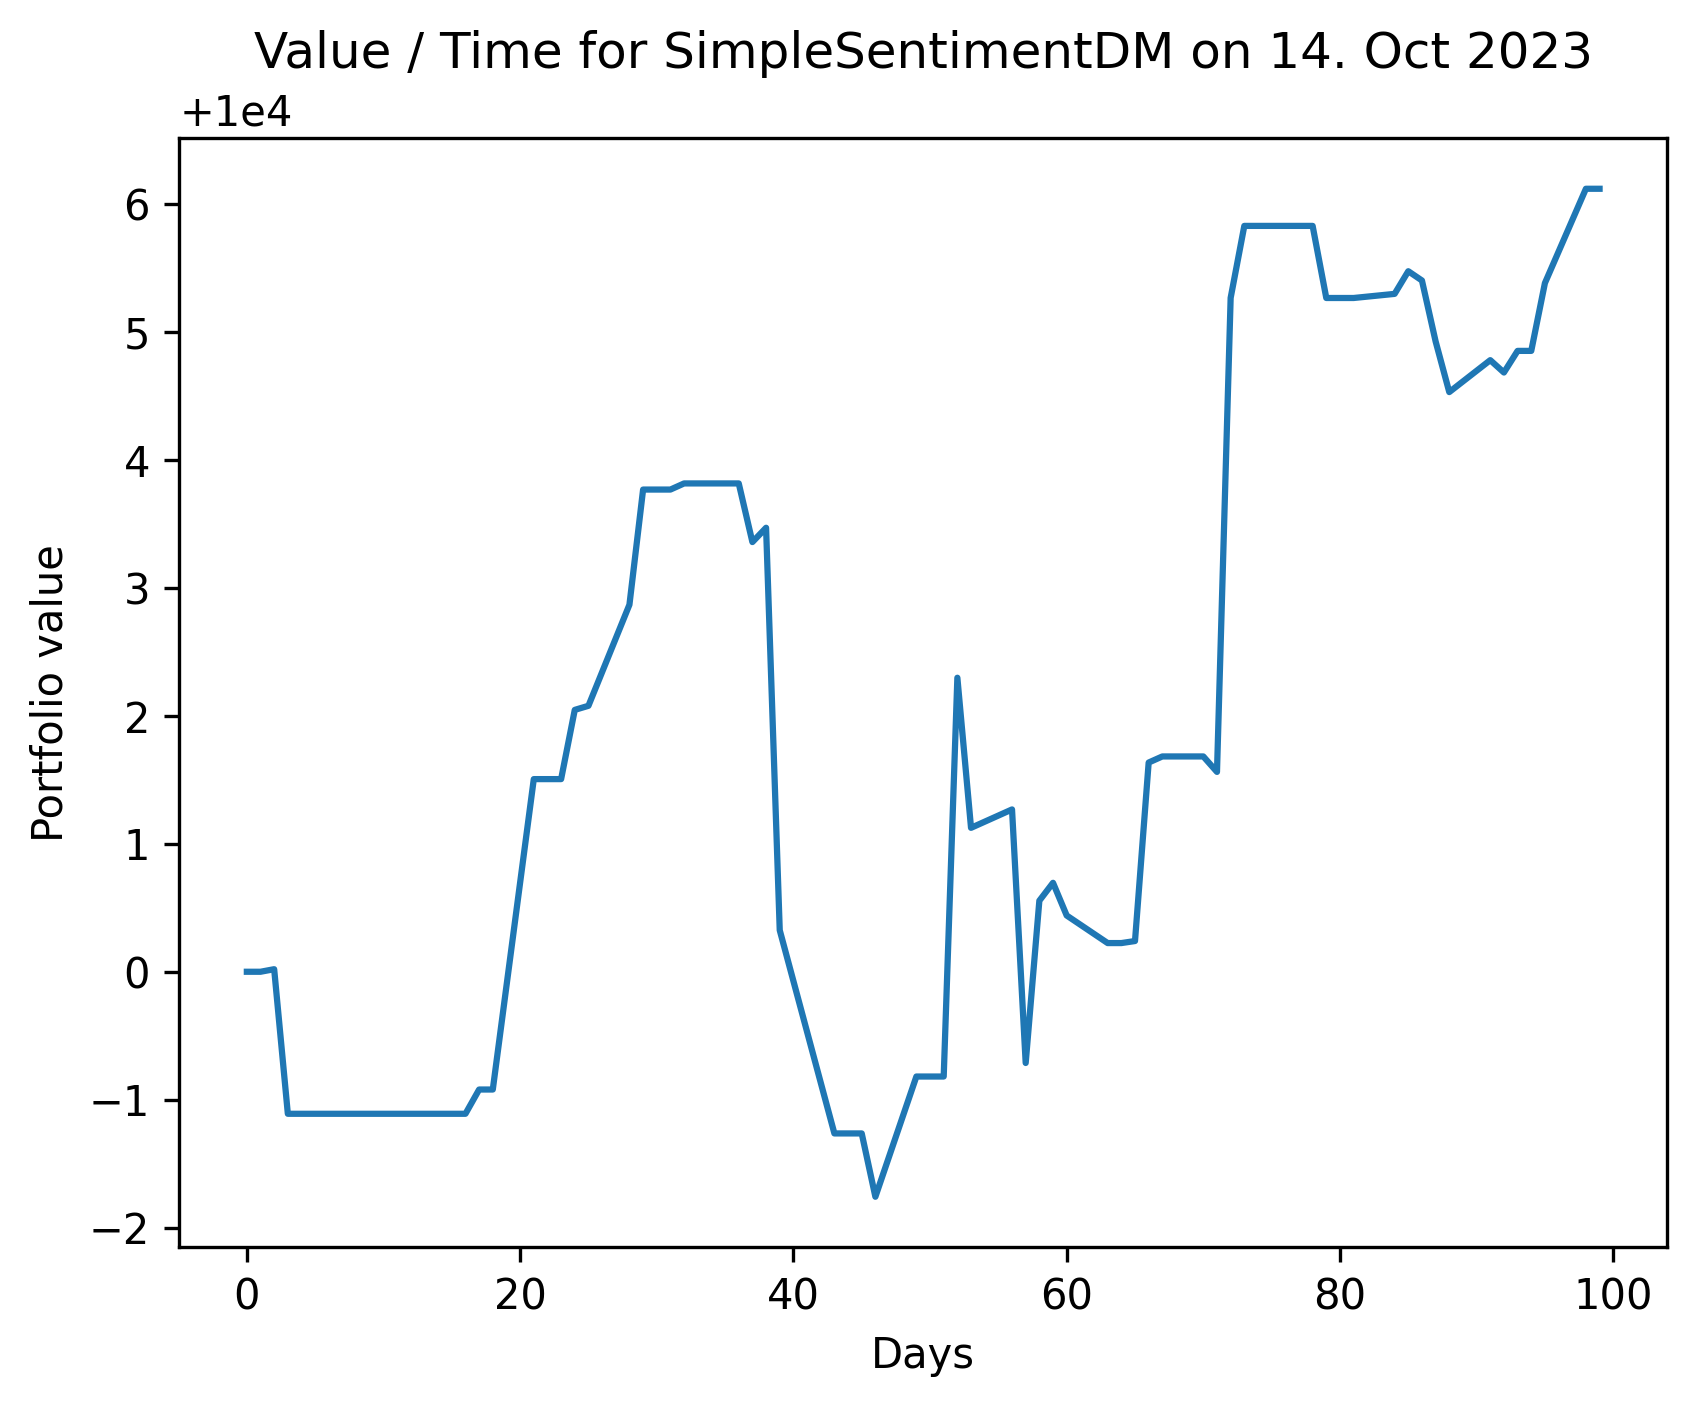 Value / Time for SimpleSentimentDM on 14. Oct 2023
+1e4
6
5
4
3
2
1
0
−1
−2
Portfolio value
0 20 40 60 80 100
Days